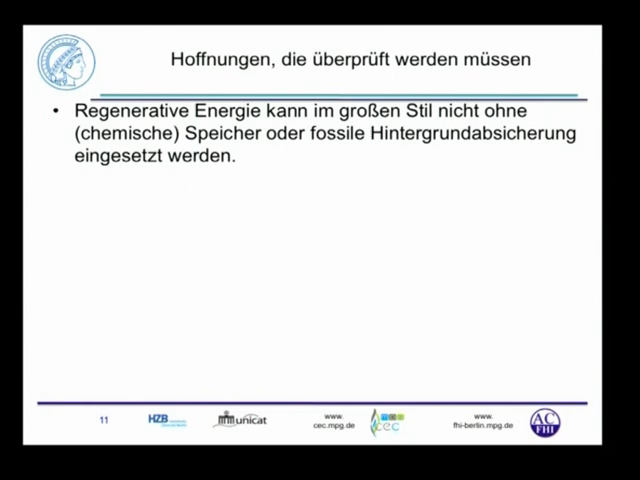 Hoffnungen, die überprüft werden müssen
• Regenerative Energie kann im großen Stil nicht ohne
(chemische) Speicher oder fossile Hintergrundabsicherung
eingesetzt werden.
11
HZB
unicat
www.
cec.mpg.de
cec
www.
fhi-berlin.mpg.de
AC
FHI